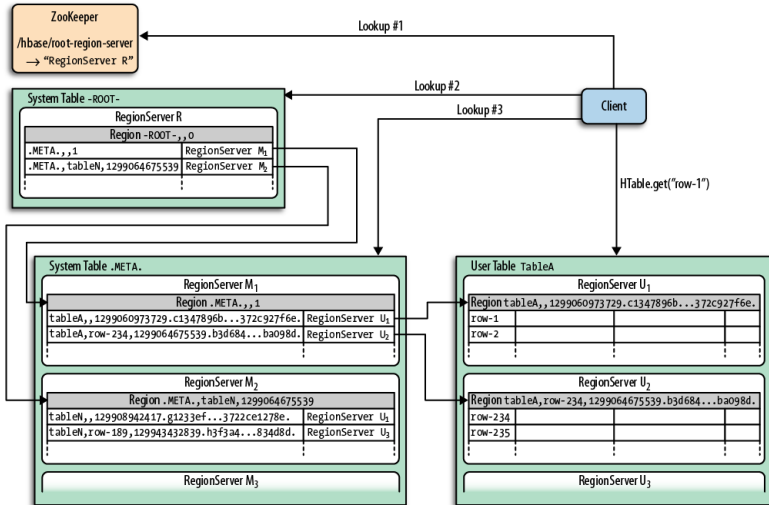 ZooKeeper
/hbase/root-region-server
→ "RegionServer R"
Lookup #1
Lookup #2
Lookup #3
Client
HTable.get("row-1")
System Table -ROOT-
RegionServer R
Region -ROOT-,,0
.META.,,1 RegionServer M1
.META.,tableN,1299064675539 RegionServer M2
System Table .META.
RegionServer M1
Region .META.,,1
tableA,,1299060973729.c1347896b...372c927f6e. RegionServer U1
tableA,row-234,1299064675539.b3d684...ba098d. RegionServer U2
RegionServer M2
Region .META.,tableN,1299064675539
tableN,,129908942417.g1233ef...3722ce1278e. RegionServer U1
tableN,row-189,129943432839.h3f3a4...834d8d. RegionServer U3
RegionServer M3
User Table TableA
RegionServer U1
Region tableA,,1299060973729.c1347896b...372c927f6e.
row-1
row-2
RegionServer U2
Region tableA,row-234,1299064675539.b3d684...ba098d.
row-234
row-235
RegionServer U3